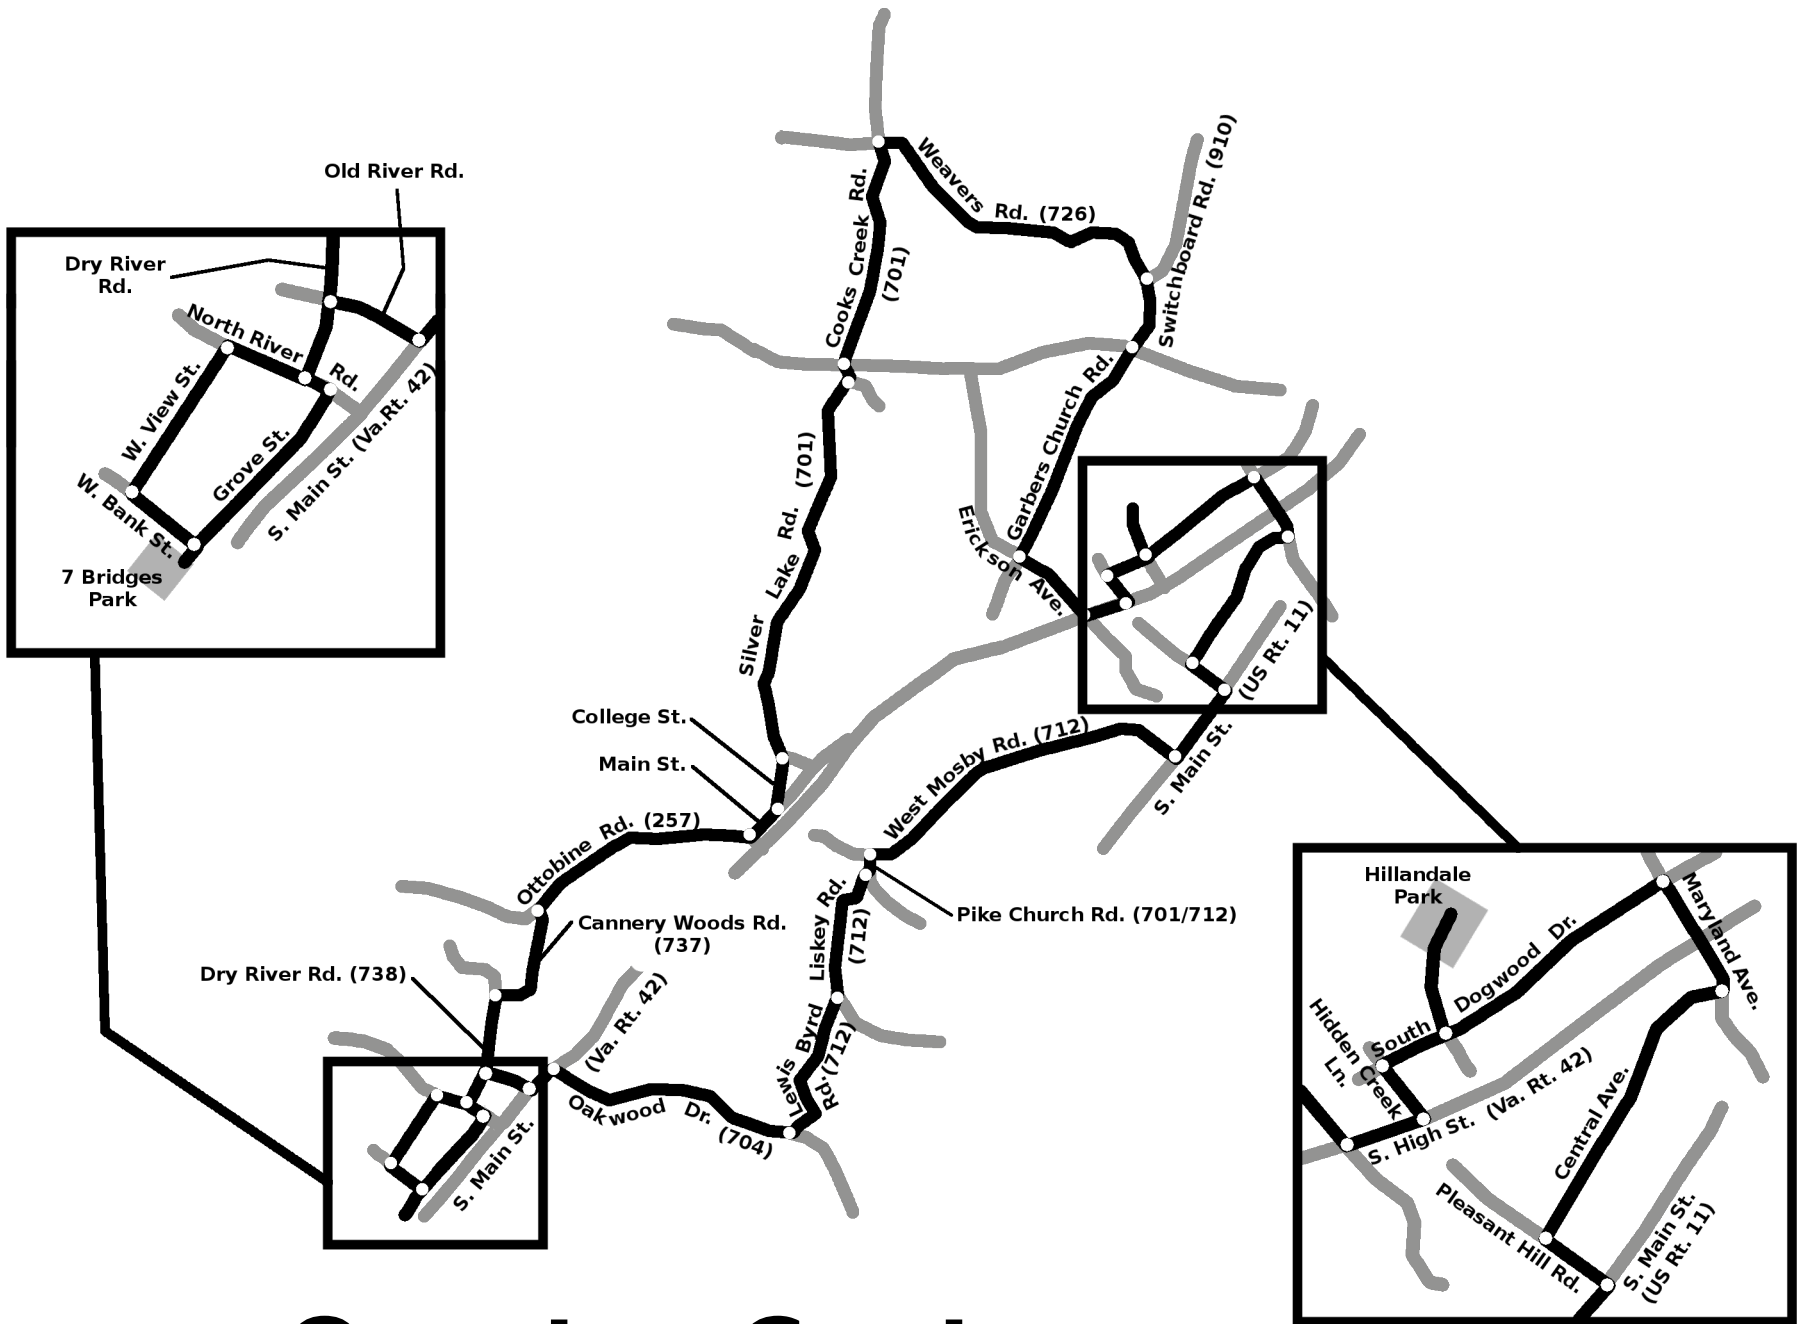 Old River Rd.
Dry River
Rd.
North River
Rd.
W. View St.
Grove St.
S. Main St. (Va.Rt. 42)
W. Bank St.
7 Bridges
Park
Weavers Rd. (726)
Switchboard Rd. (910)
Cooks Creek Rd.
(701)
Garbers Church Rd.
Erickson Ave.
Silver Lake Rd. (701)
College St.
Main St.
Ottobine Rd. (257)
Cannery Woods Rd.
(737)
Dry River Rd. (738)
(Va. Rt. 42)
S. Main St.
Oakwood Dr. (704)
Lewis Byrd
Rd. (712)
Liskey Rd.
(712)
Pike Church Rd. (701/712)
West Mosby Rd. (712)
S. Main St.
(US Rt. 11)
Hillandale
Park
Maryland Ave.
South Dogwood Dr.
Hidden Creek
Ln.
S. High St. (Va. Rt. 42)
Central Ave.
Pleasant Hill Rd.
S. Main St.
(US Rt. 11)